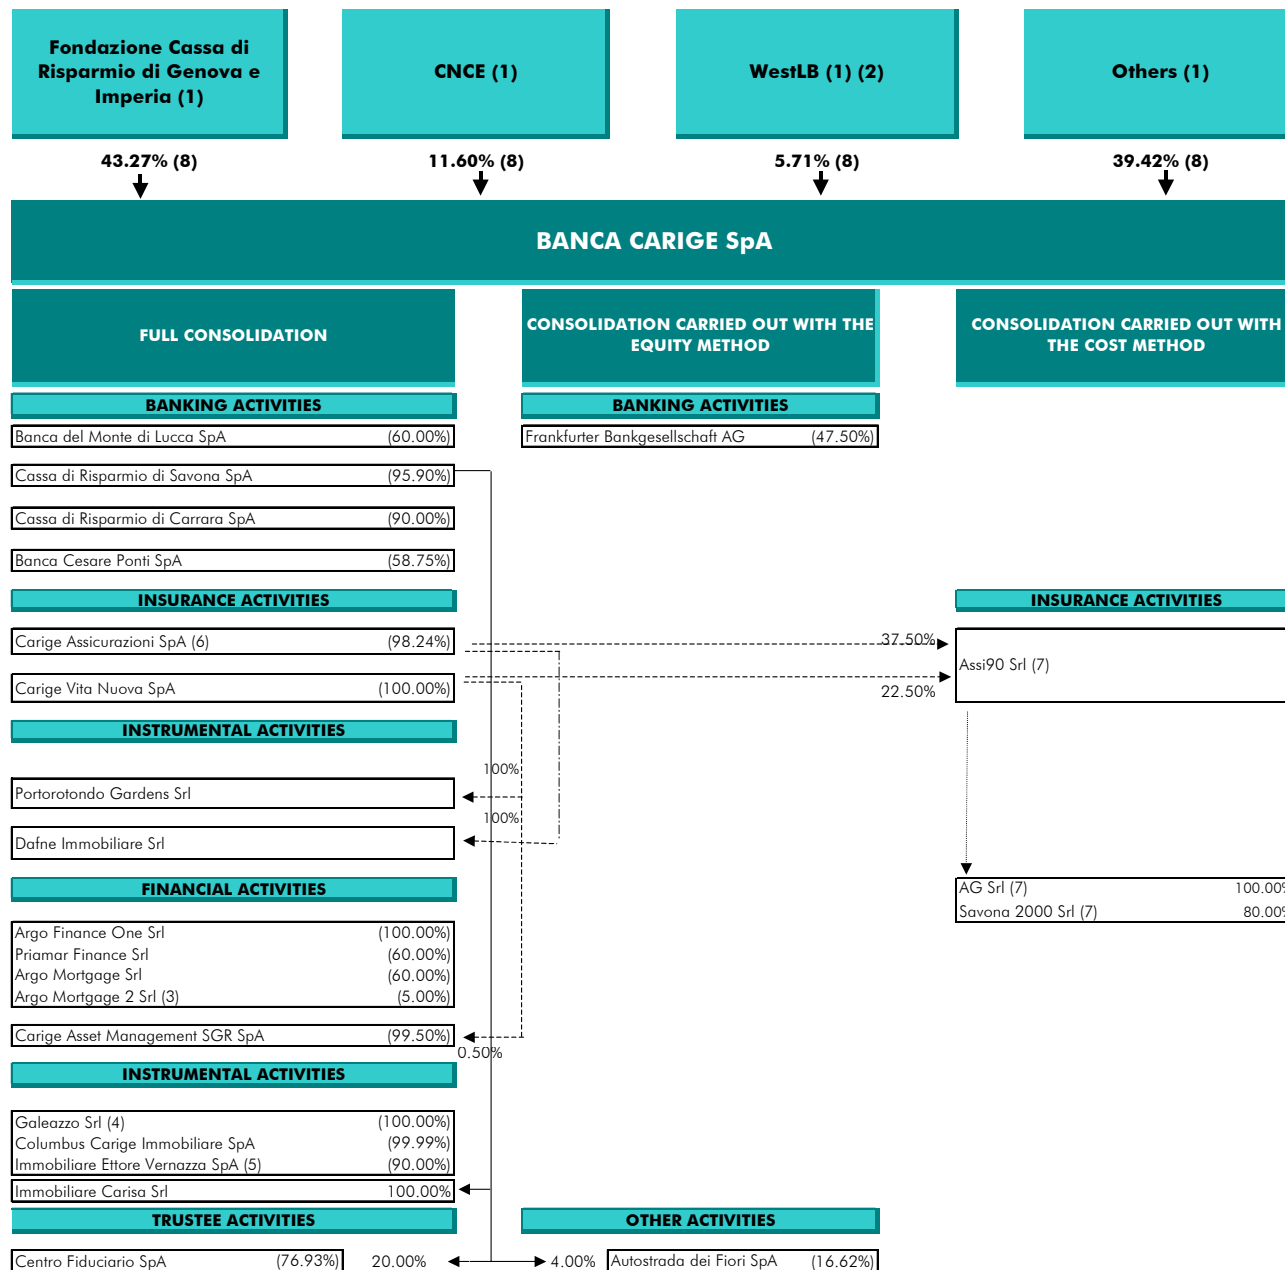 Fondazione Cassa di
Risparmio di Genova e
Imperia (1)
CNCE (1)
WestLB (1) (2)
Others (1)
43.27% (8)
11.60% (8)
5.71% (8)
39.42% (8)
BANCA CARIGE SpA
FULL CONSOLIDATION
CONSOLIDATION CARRIED OUT WITH THE
EQUITY METHOD
CONSOLIDATION CARRIED OUT WITH
THE COST METHOD
BANKING ACTIVITIES
BANKING ACTIVITIES
Banca del Monte di Lucca SpA (60.00%)
Frankfurter Bankgesellschaft AG (47.50%)
Cassa di Risparmio di Savona SpA (95.90%)
Cassa di Risparmio di Carrara SpA (90.00%)
Banca Cesare Ponti SpA (58.75%)
INSURANCE ACTIVITIES
INSURANCE ACTIVITIES
Carige Assicurazioni SpA (6) (98.24%)
37.50%
Assi90 Srl (7)
Carige Vita Nuova SpA (100.00%)
22.50%
INSTRUMENTAL ACTIVITIES
100%
Portorotondo Gardens Srl
100%
Dafne Immobiliare Srl
FINANCIAL ACTIVITIES
AG Srl (7) 100.00%
Savona 2000 Srl (7) 80.00%
Argo Finance One Srl (100.00%)
Priamar Finance Srl (60.00%)
Argo Mortgage Srl (60.00%)
Argo Mortgage 2 Srl (3) (5.00%)
Carige Asset Management SGR SpA (99.50%)
0.50%
INSTRUMENTAL ACTIVITIES
Galeazzo Srl (4) (100.00%)
Columbus Carige Immobiliare SpA (99.99%)
Immobiliare Ettore Vernazza SpA (5) (90.00%)
Immobiliare Carisa Srl 100.00%
TRUSTEE ACTIVITIES
OTHER ACTIVITIES
Centro Fiduciario SpA (76.93%) 20.00%
4.00% Autostrada dei Fiori SpA (16.62%)